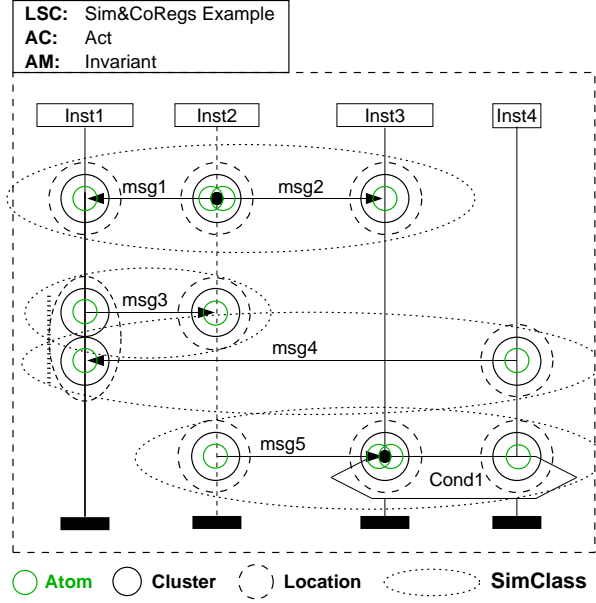 LSC: Sim&CoRegs Example
AC: Act
AM: Invariant
Inst1 Inst2 Inst3 Inst4
msg1 msg2
msg3
msg4
msg5
Cond1
Atom Cluster Location SimClass